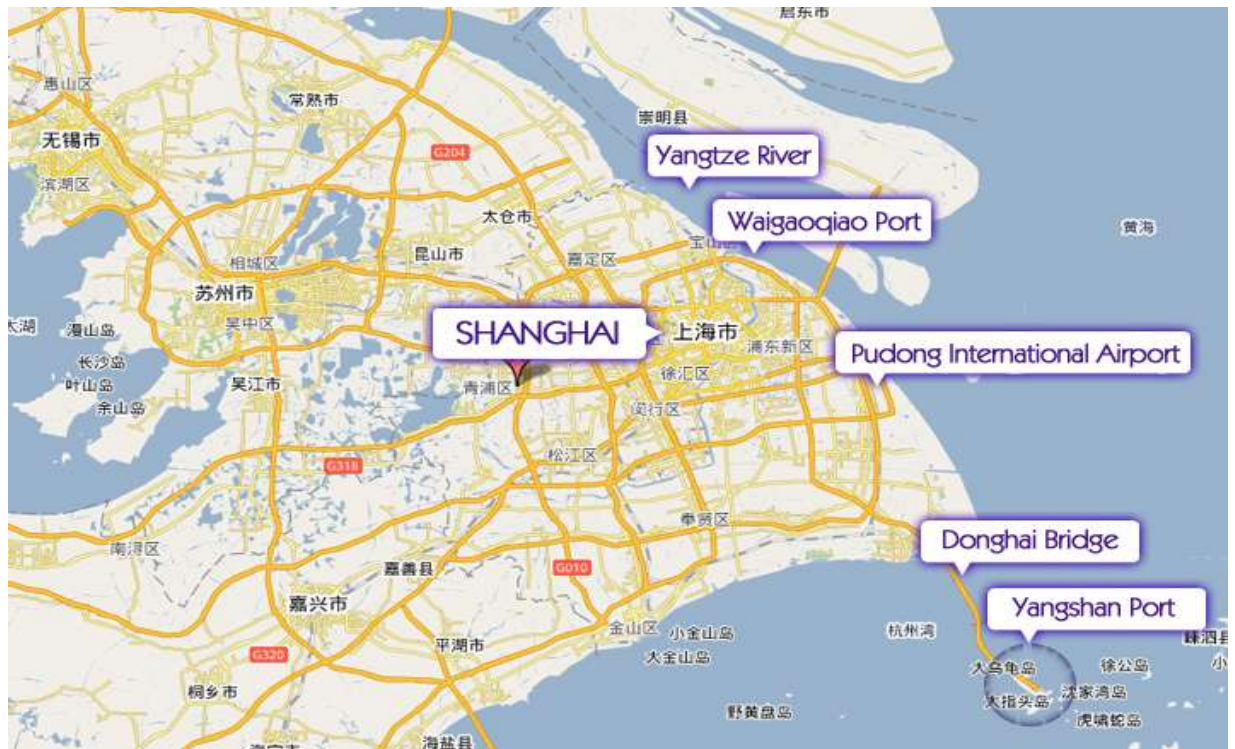 启东市
惠山区
常熟市
崇明县
无锡市
G204
Yangtze River
滨湖区
太仓市
Waigaoqiao Port
黄海
宝山
昆山市
嘉定区
相城区
苏州市
吴中区
太湖
漫山岛
SHANGHAI
上海市
浦东新区
Pudong International Airport
长沙岛
叶山岛
吴江市
青浦区
徐汇区
余山岛
闵行区
松江区
G318
奉贤区
南浔区
Donghai Bridge
嘉善县
G010
嘉兴市
Yangshan Port
金山区
小金山岛
杭州湾
嵊泗县
平湖市
大金山岛
G320
大乌龟岛
徐公岛
小
桐乡市
大指头岛
沈家湾岛
野黄盘岛
虎啸蛇岛
海盐县
海宁市